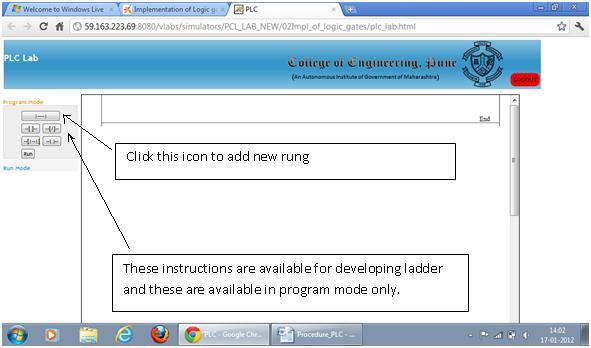 Welcome to Windows Live
Implementation of Logic ga
PLC
59.163.223.69:8080/vlabs/simulators/PCL_LAB_NEW/02Impl_of_logic_gates/plc_lab.html
PLC Lab
College of Engineering, Pune
(An Autonomous Institute of Government of Maharashtra)
LOGOUT
Program Mode
Run
Run Mode
End
Click this icon to add new rung
These instructions are available for developing ladder
and these are available in program mode only.
PLC - Google Chr...
Procedure_PLC - ...
14:02
17-01-2012